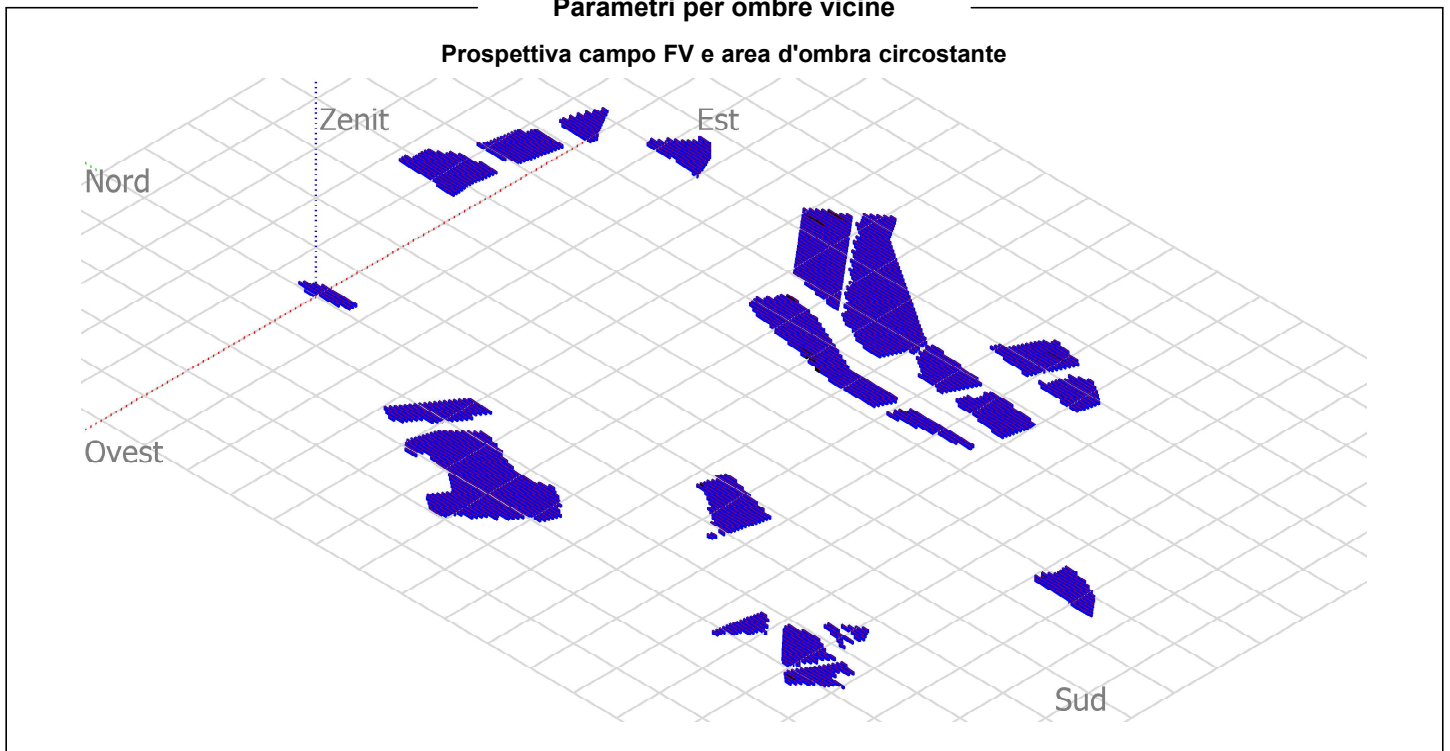 Parametri per ombre vicine
Prospettiva campo FV e area d'ombra circostante
Zenit
Est
Nord
Ovest
Sud